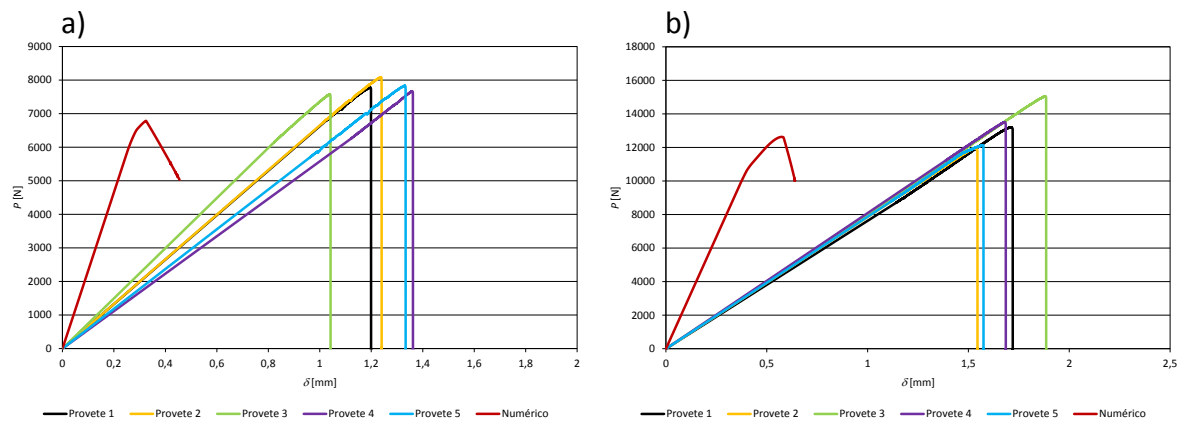 a)
9000
8000
7000
6000
5000
4000
3000
2000
1000
0
P [N]
0 0,2 0,4 0,6 0,8 1 1,2 1,4 1,6 1,8 2
δ [mm]
Provete 1 Provete 2 Provete 3 Provete 4 Provete 5 Numérico
b)
18000
16000
14000
12000
10000
8000
6000
4000
2000
0
P [N]
0 0,5 1 1,5 2 2,5
δ [mm]
Provete 1 Provete 2 Provete 3 Provete 4 Provete 5 Numérico